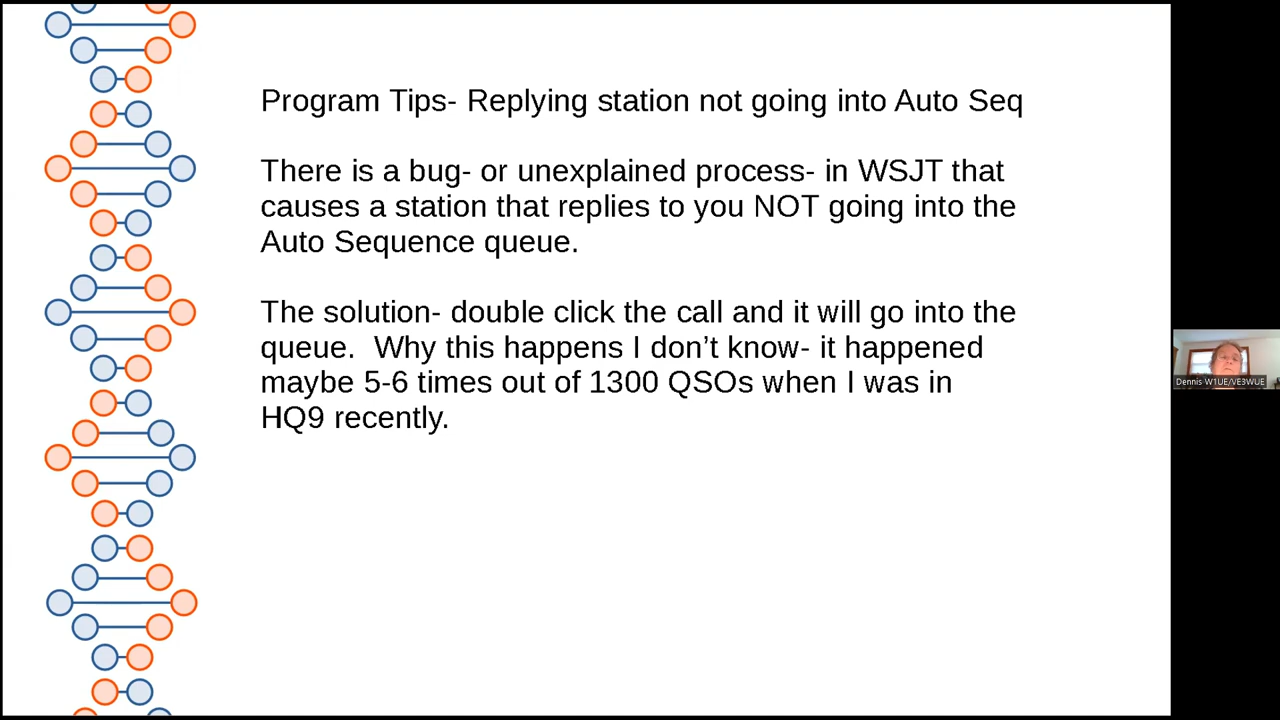 Program Tips- Replying station not going into Auto Seq
There is a bug- or unexplained process- in WSJT that
causes a station that replies to you NOT going into the
Auto Sequence queue.
The solution- double click the call and it will go into the
queue.  Why this happens I don’t know- it happened
maybe 5-6 times out of 1300 QSOs when I was in
HQ9 recently.
Dennis W1UE/VE3WUE